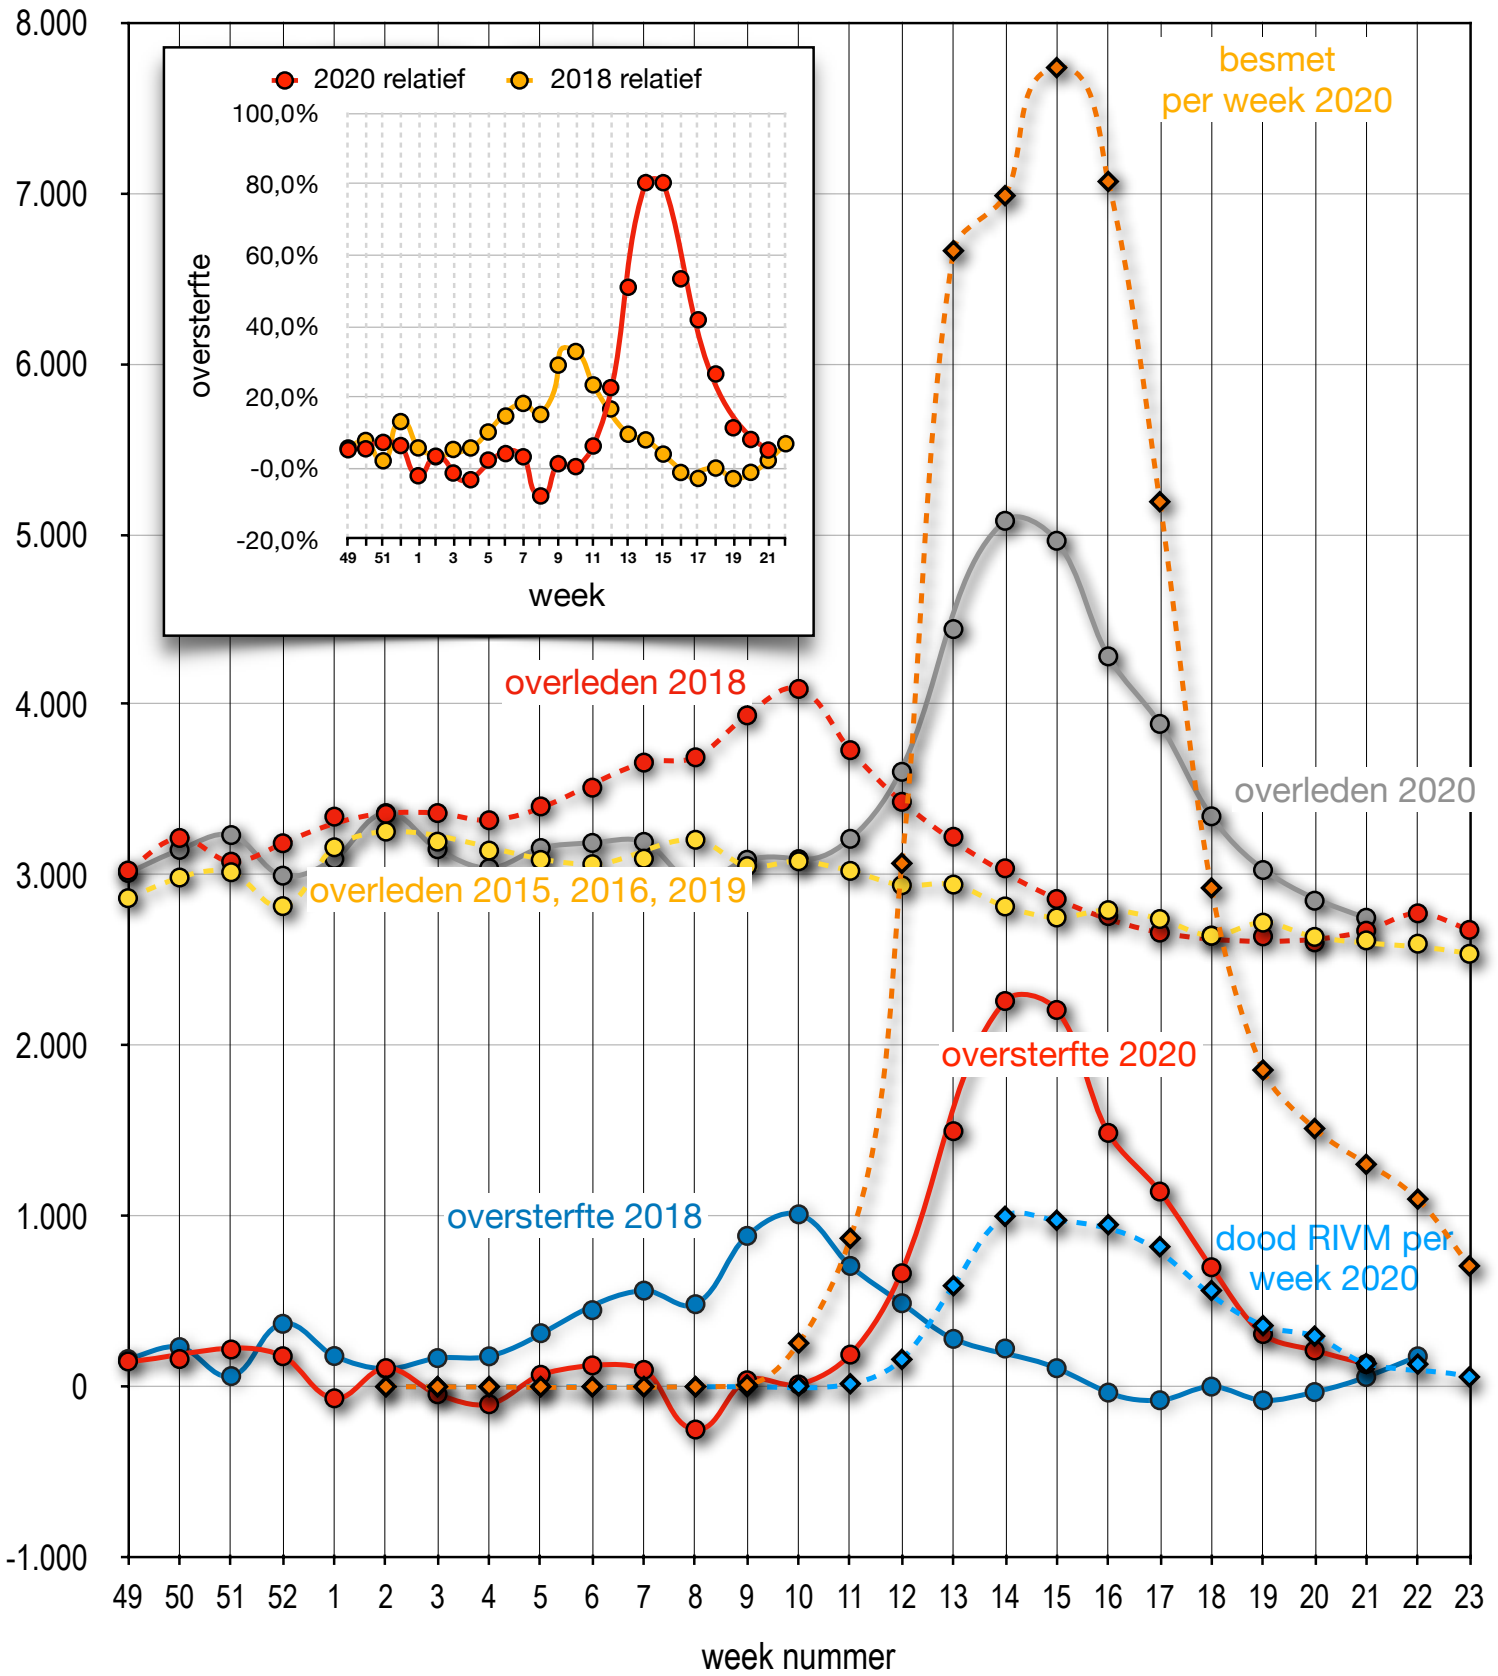 8.000
7.000
6.000
5.000
4.000
3.000
2.000
1.000
0
-1.000
2020 relatief 2018 relatief
100,0%
80,0%
60,0%
40,0%
20,0%
-0,0%
-20,0%
oversterfte
49 51 1 3 5 7 9 11 13 15 17 19 21
week
besmet
per week 2020
overleden 2018
overleden 2020
overleden 2015, 2016, 2019
oversterfte 2020
oversterfte 2018
dood RIVM per
week 2020
49 50 51 52 1 2 3 4 5 6 7 8 9 10 11 12 13 14 15 16 17 18 19 20 21 22 23
week nummer